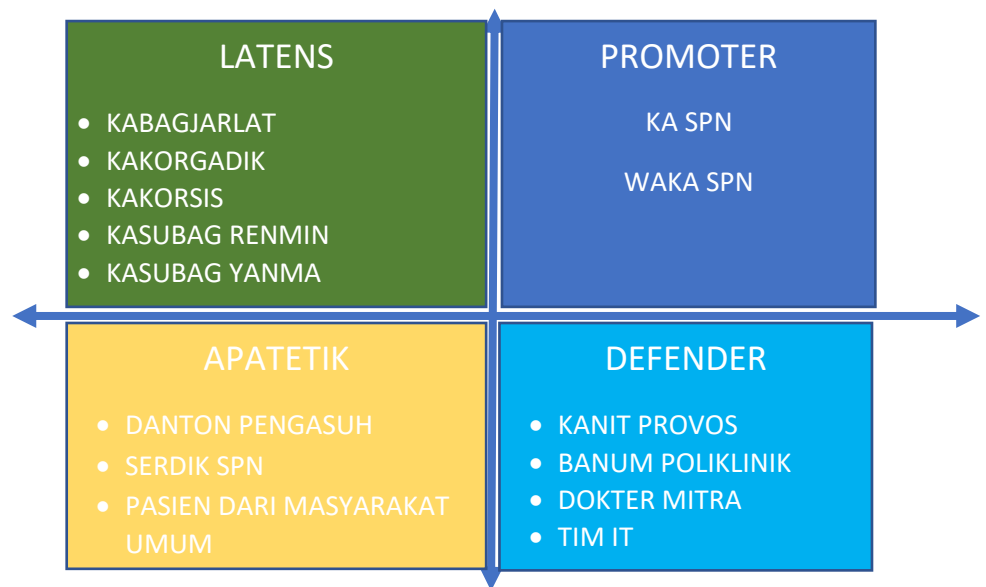 LATENS
• KABAGJARLAT
• KAKORGADIK
• KAKORSIS
• KASUBAG RENMIN
• KASUBAG YANMA
PROMOTER
KA SPN
WAKA SPN
APATETIK
• DANTON PENGASUH
• SERDIK SPN
• PASIEN DARI MASYARAKAT
UMUM
DEFENDER
• KANIT PROVOS
• BANUM POLIKLINIK
• DOKTER MITRA
• TIM IT